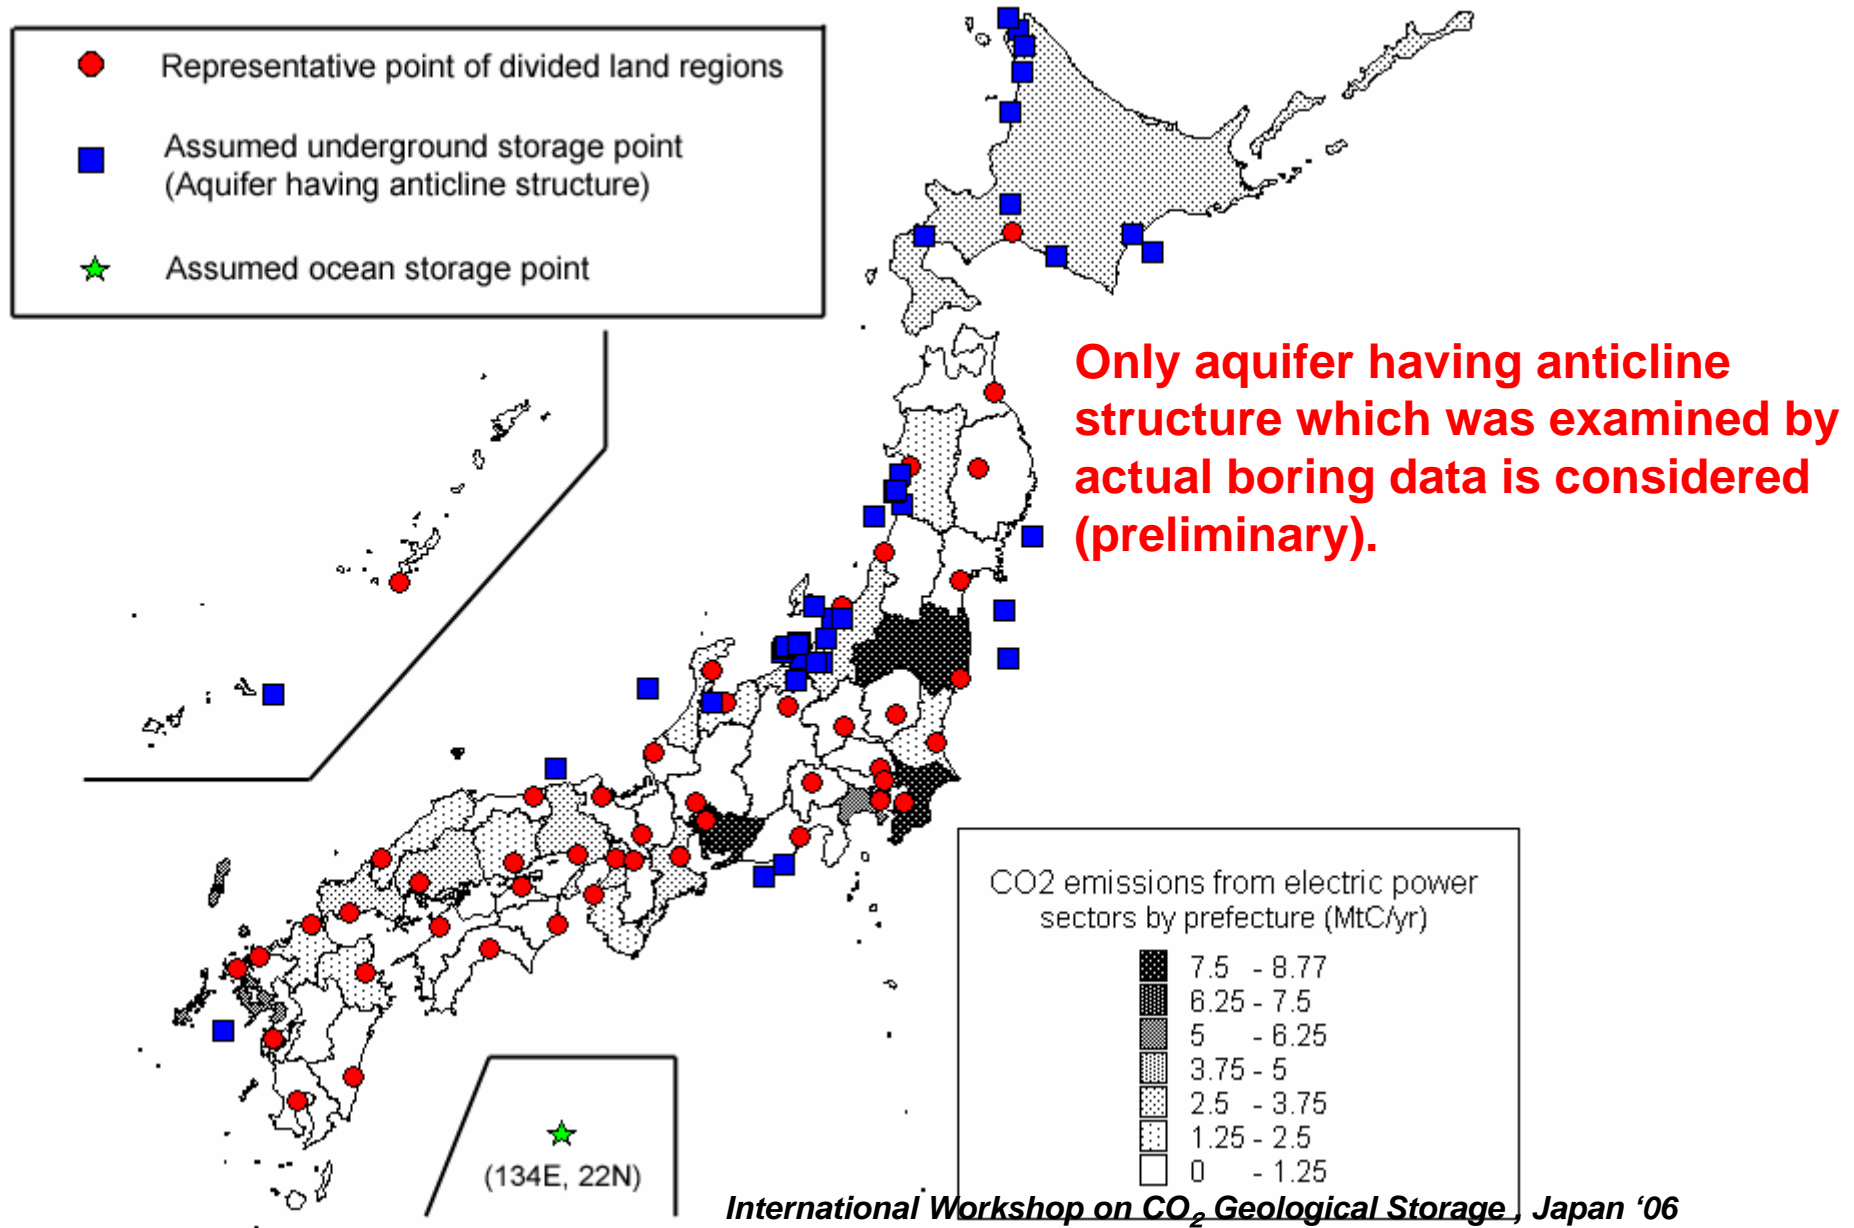 Representative point of divided land regions
Assumed underground storage point
(Aquifer having anticline structure)
Assumed ocean storage point
Only aquifer having anticline
structure which was examined by
actual boring data is considered
(preliminary).
CO2 emissions from electric power
sectors by prefecture (MtC/yr)
7.5 - 8.77
6.25 - 7.5
5 - 6.25
3.75 - 5
2.5 - 3.75
1.25 - 2.5
0 - 1.25
(134E, 22N)
International Workshop on CO2 Geological Storage , Japan ‘06